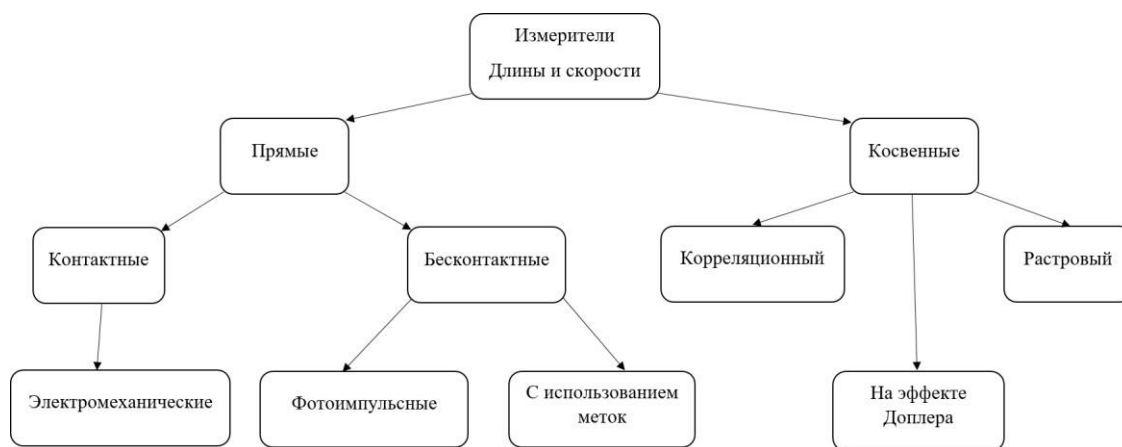 Измерители
Длины и скорости
Прямые
Косвенные
Контактные
Бесконтактные
Корреляционный
Растровый
Электромеханические
Фотоимпульсные
С использованием
меток
На эффекте
Доплера